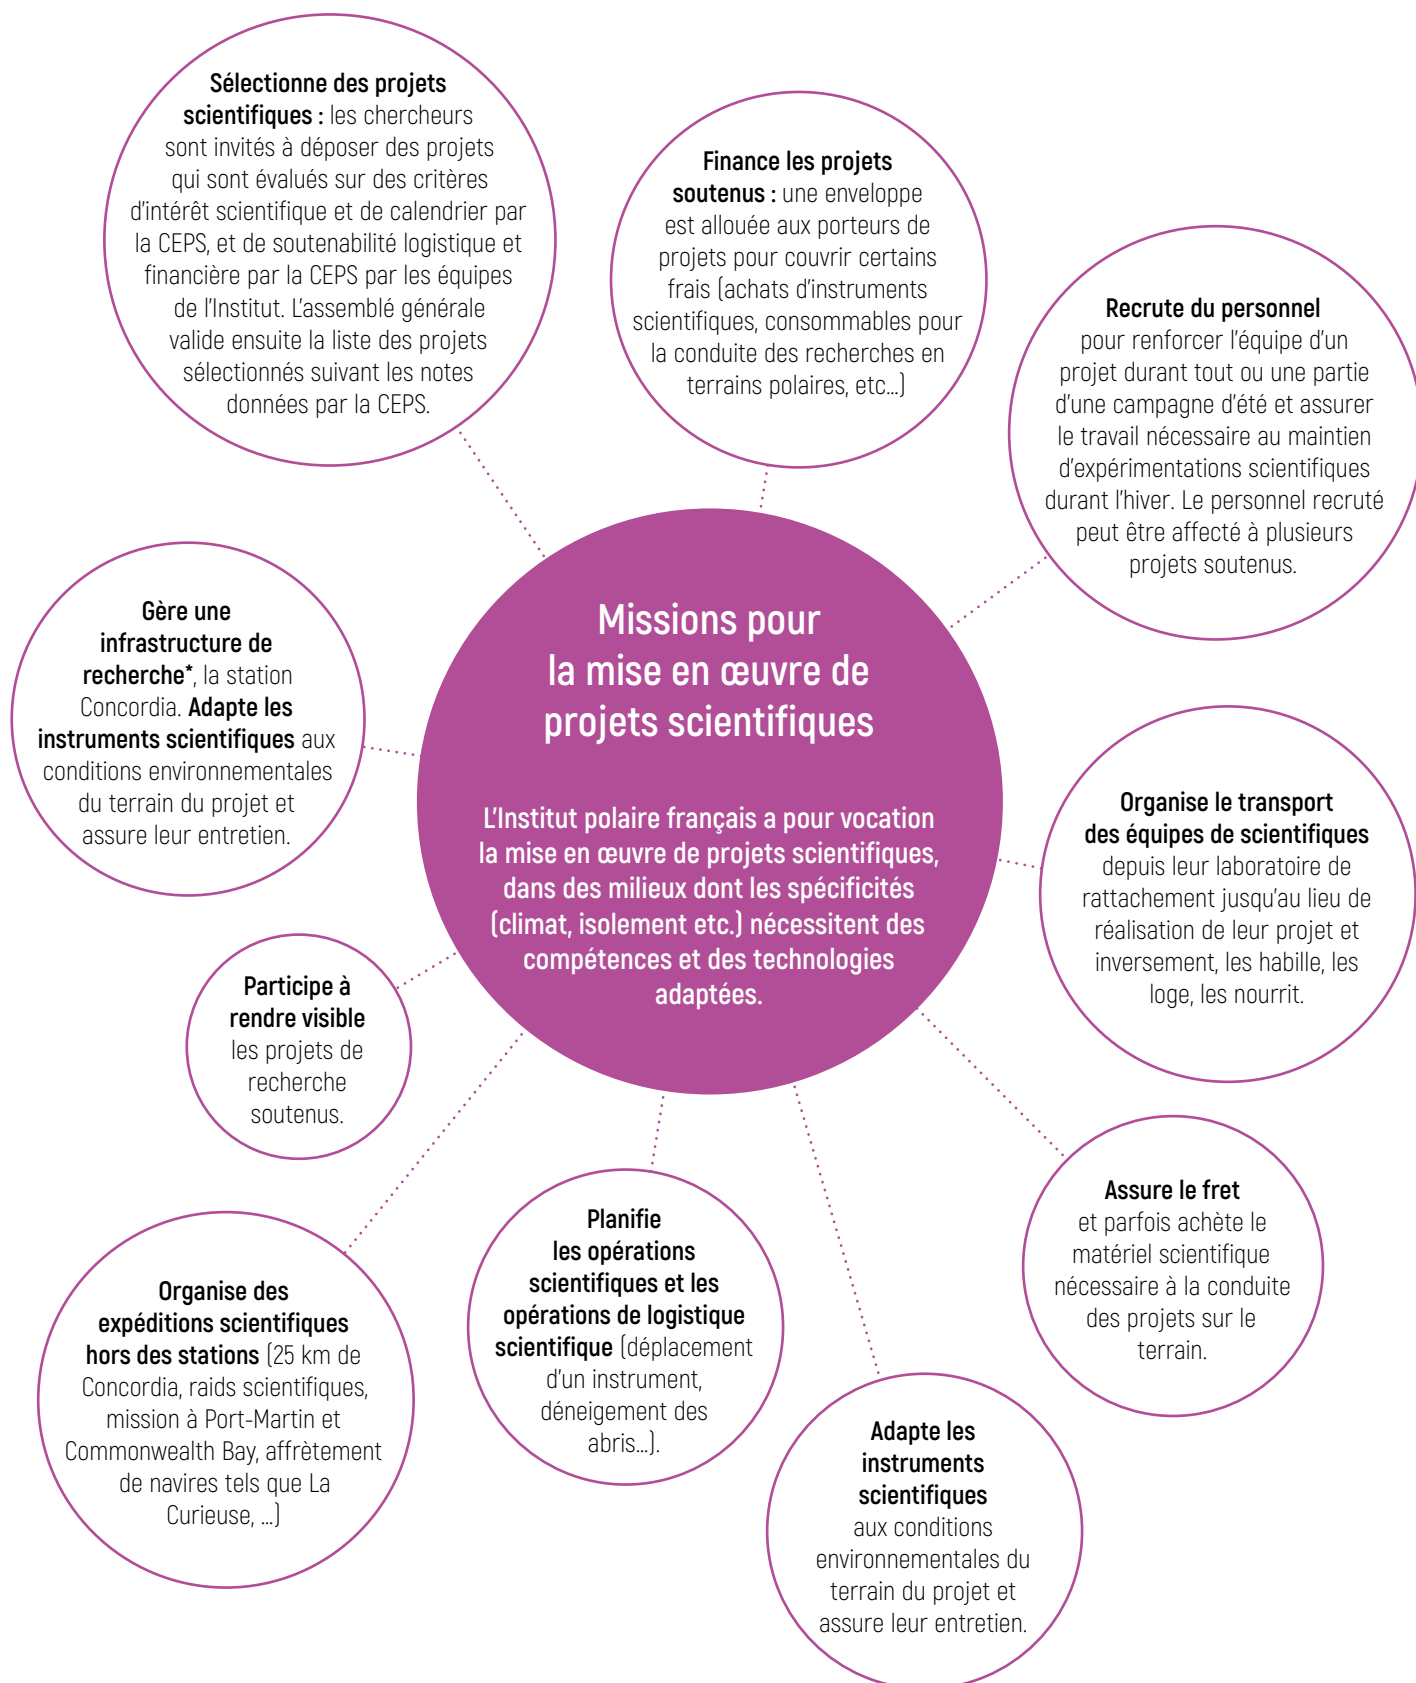 Sélectionne des projets
scientifiques : les chercheurs
sont invités à déposer des projets
qui sont évalués sur des critères
d'intérêt scientifique et de calendrier par
la CEPS, et de soutenabilité logistique et
financière par la CEPS par les équipes
de l'Institut. L'assemblé générale
valide ensuite la liste des projets
sélectionnés suivant les notes
données par la CEPS.
Finance les projets
soutenus : une enveloppe
est allouée aux porteurs de
projets pour couvrir certains
frais (achats d'instruments
scientifiques, consommables pour
la conduite des recherches en
terrains polaires, etc...)
Recrute du personnel
pour renforcer l'équipe d'un
projet durant tout ou une partie
d'une campagne d'été et assurer
le travail nécessaire au maintien
d'expérimentations scientifiques
durant l'hiver. Le personnel recruté
peut être affecté à plusieurs
projets soutenus.
Gère une
infrastructure de
recherche*, la station
Concordia. Adapte les
instruments scientifiques aux
conditions environnementales
du terrain du projet et
assure leur entretien.
Missions pour
la mise en œuvre de
projets scientifiques
L'Institut polaire français a pour vocation
la mise en œuvre de projets scientifiques,
dans des milieux dont les spécificités
(climat, isolement etc.) nécessitent des
compétences et des technologies
adaptées.
Organise le transport
des équipes de scientifiques
depuis leur laboratoire de
rattachement jusqu'au lieu de
réalisation de leur projet et
inversement, les habille, les
loge, les nourrit.
Participe à
rendre visible
les projets de
recherche
soutenus.
Assure le fret
et parfois achète le
matériel scientifique
nécessaire à la conduite
des projets sur le
terrain.
Organise des
expéditions scientifiques
hors des stations (25 km de
Concordia, raids scientifiques,
mission à Port-Martin et
Commonwealth Bay, affrètement
de navires tels que La
Curieuse, ...)
Planifie
les opérations
scientifiques et les
opérations de logistique
scientifique (déplacement
d'un instrument,
déneigement des
abris...).
Adapte les
instruments
scientifiques
aux conditions
environnementales du
terrain du projet et
assure leur entretien.